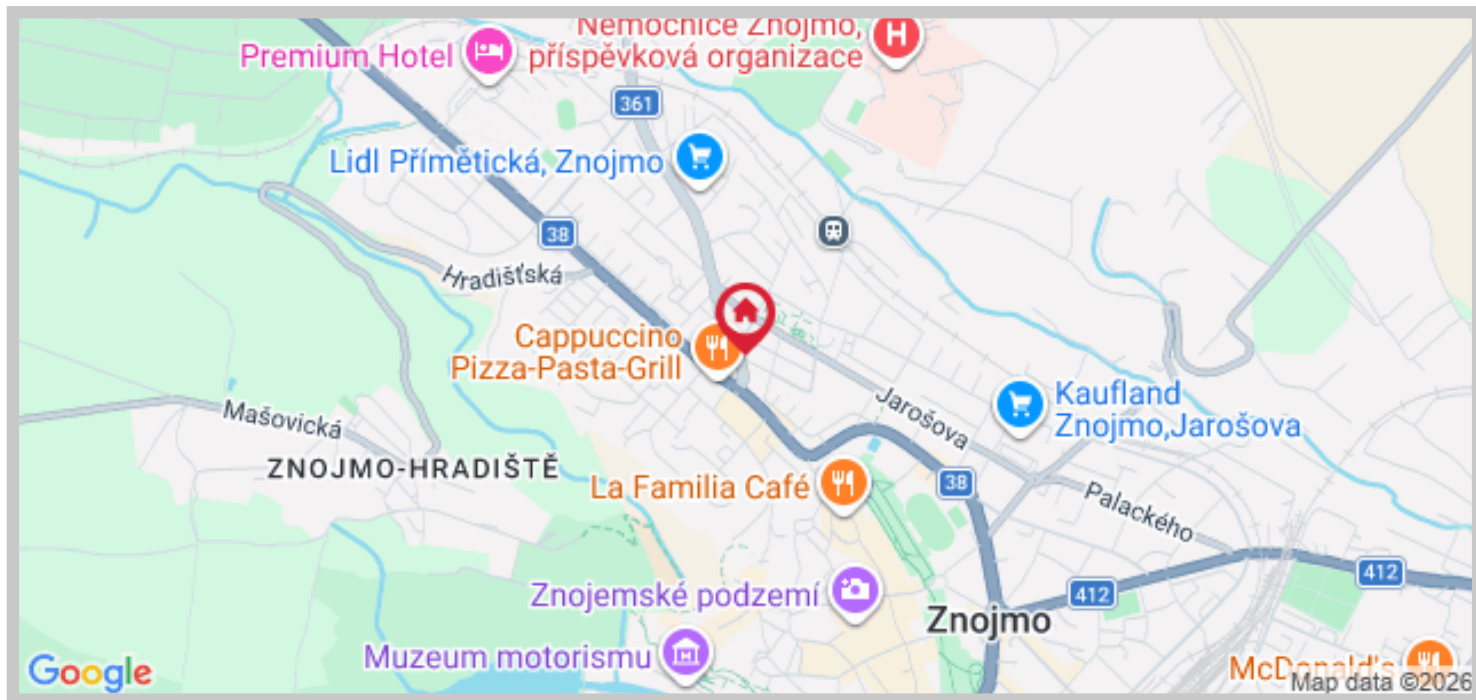 Nemocnice Znojmo,
příspěvková organizace
H
Premium Hotel
361
Lidl Přímětická, Znojmo
38
Hradišťská
Cappuccino
Pizza-Pasta-Grill
Kaufland
Znojmo,Jarošova
Jarošova
Mašovická
ZNOJMO-HRADIŠTĚ
La Familia Café
38
Palackého
412
Znojemské podzemí
412
Znojmo
Muzeum motorismu
McDonald's
Google
Map data ©2026